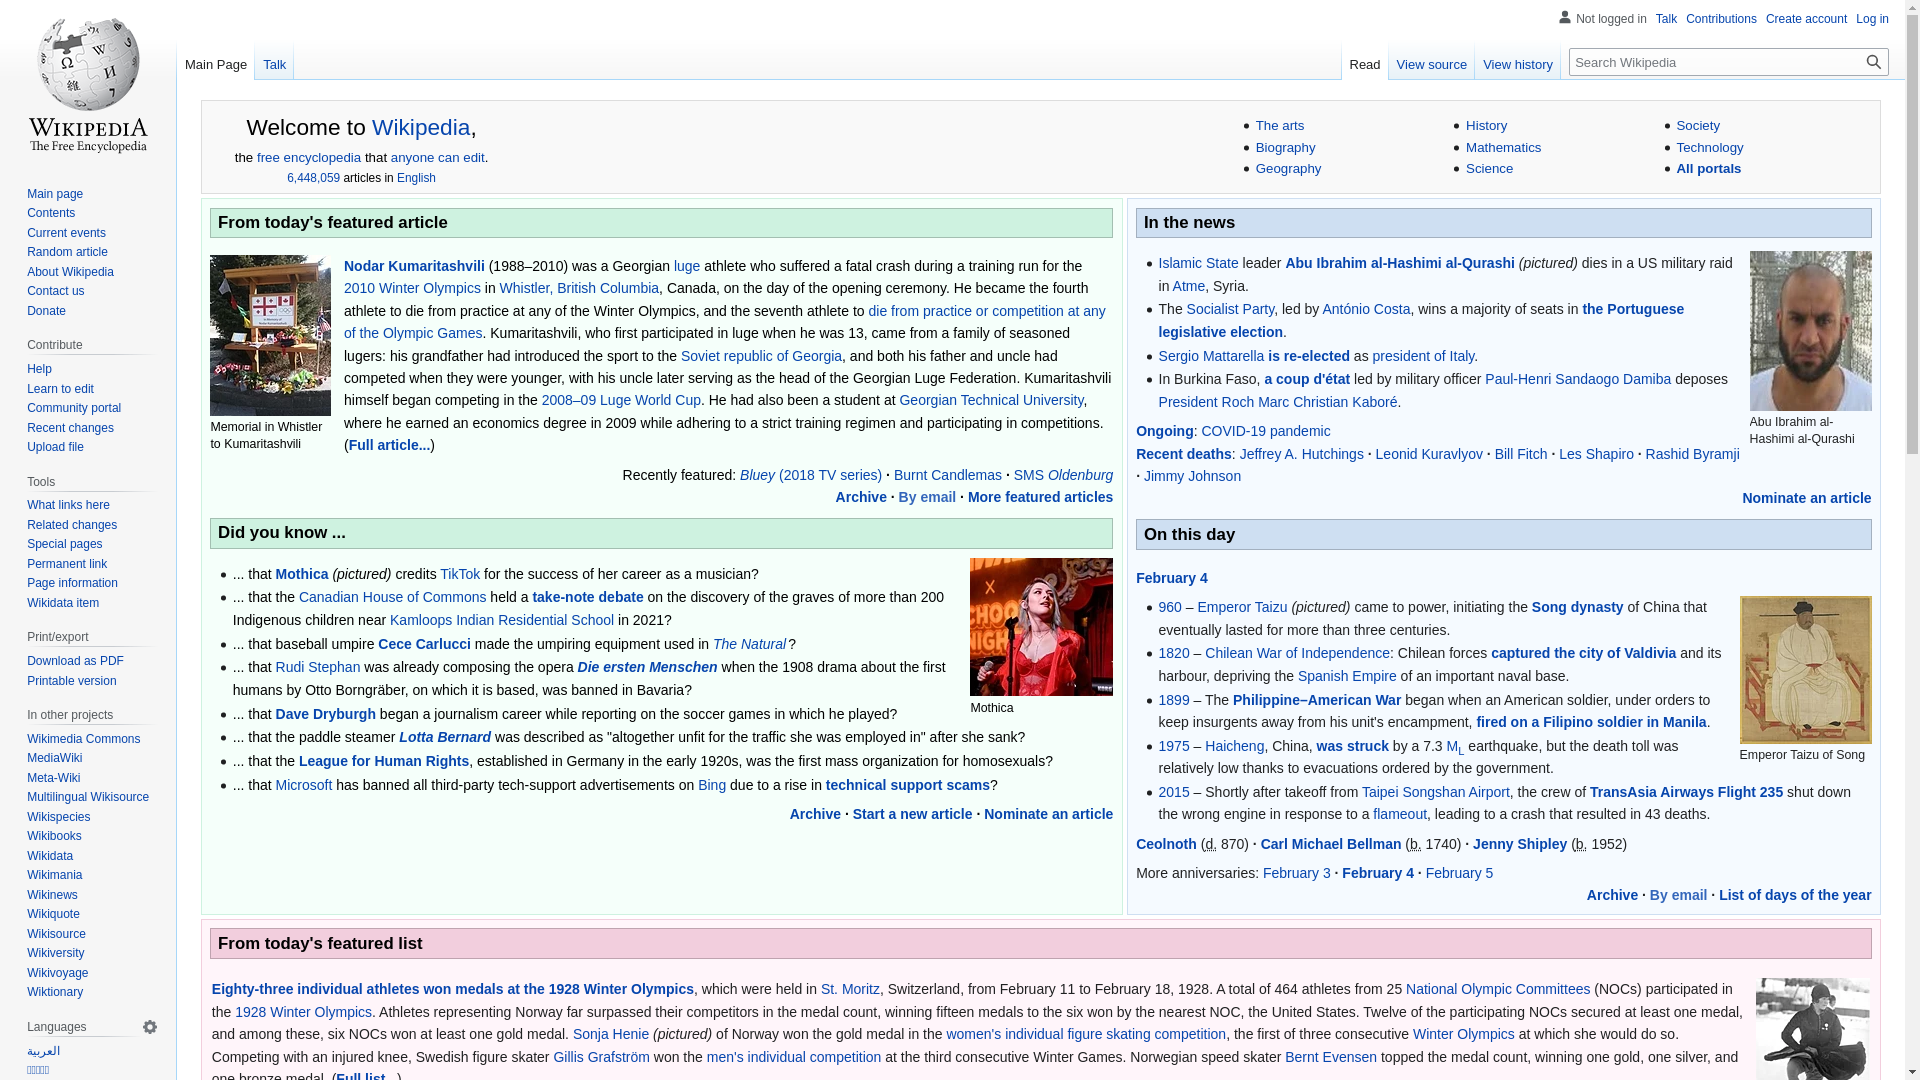 Not logged in Talk Contributions Create account Log in
WIKIPEDIA
The Free Encyclopedia
Main Page Talk Read View source View history Search Wikipedia
Main page
Contents
Current events
Random article
About Wikipedia
Contact us
Donate
Contribute
Help
Learn to edit
Community portal
Recent changes
Upload file
Tools
What links here
Related changes
Special pages
Permanent link
Page information
Wikidata item
Print/export
Download as PDF
Printable version
In other projects
Wikimedia Commons
MediaWiki
Meta-Wiki
Multilingual Wikisource
Wikispecies
Wikibooks
Wikidata
Wikimania
Wikinews
Wikiquote
Wikisource
Wikiversity
Wikivoyage
Wiktionary
Languages
العربية
Welcome to Wikipedia,
the free encyclopedia that anyone can edit.
6,448,059 articles in English
The arts
Biography
Geography
History
Mathematics
Science
Society
Technology
All portals
From today's featured article
Memorial in Whistler
to Kumaritashvili
Nodar Kumaritashvili (1988–2010) was a Georgian luge athlete who suffered a fatal crash during a training run for the
2010 Winter Olympics in Whistler, British Columbia, Canada, on the day of the opening ceremony. He became the fourth
athlete to die from practice at any of the Winter Olympics, and the seventh athlete to die from practice or competition at any
of the Olympic Games. Kumaritashvili, who first participated in luge when he was 13, came from a family of seasoned
lugers: his grandfather had introduced the sport to the Soviet republic of Georgia, and both his father and uncle had
competed when they were younger, with his uncle later serving as the head of the Georgian Luge Federation. Kumaritashvili
himself began competing in the 2008–09 Luge World Cup. He had also been a student at Georgian Technical University,
where he earned an economics degree in 2009 while adhering to a strict training regimen and participating in competitions.
(Full article...)
Recently featured: Bluey (2018 TV series) · Burnt Candlemas · SMS Oldenburg
Archive · By email · More featured articles
Did you know ...
... that Mothica (pictured) credits TikTok for the success of her career as a musician?
... that the Canadian House of Commons held a take-note debate on the discovery of the graves of more than 200
Indigenous children near Kamloops Indian Residential School in 2021?
... that baseball umpire Cece Carlucci made the umpiring equipment used in The Natural?
... that Rudi Stephan was already composing the opera Die ersten Menschen when the 1908 drama about the first
humans by Otto Borngräber, on which it is based, was banned in Bavaria?
Mothica
... that Dave Dryburgh began a journalism career while reporting on the soccer games in which he played?
... that the paddle steamer Lotta Bernard was described as "altogether unfit for the traffic she was employed in" after she sank?
... that the League for Human Rights, established in Germany in the early 1920s, was the first mass organization for homosexuals?
... that Microsoft has banned all third-party tech-support advertisements on Bing due to a rise in technical support scams?
Archive · Start a new article · Nominate an article
In the news
Islamic State leader Abu Ibrahim al-Hashimi al-Qurashi (pictured) dies in a US military raid
in Atme, Syria.
The Socialist Party, led by António Costa, wins a majority of seats in the Portuguese
legislative election.
Sergio Mattarella is re-elected as president of Italy.
In Burkina Faso, a coup d'état led by military officer Paul-Henri Sandaogo Damiba deposes
President Roch Marc Christian Kaboré.
Abu Ibrahim al-
Hashimi al-Qurashi
Ongoing: COVID-19 pandemic
Recent deaths: Jeffrey A. Hutchings · Leonid Kuravlyov · Bill Fitch · Les Shapiro · Rashid Byramji
· Jimmy Johnson
Nominate an article
On this day
February 4
960 – Emperor Taizu (pictured) came to power, initiating the Song dynasty of China that
eventually lasted for more than three centuries.
1820 – Chilean War of Independence: Chilean forces captured the city of Valdivia and its
harbour, depriving the Spanish Empire of an important naval base.
1899 – The Philippine–American War began when an American soldier, under orders to
keep insurgents away from his unit's encampment, fired on a Filipino soldier in Manila.
1975 – Haicheng, China, was struck by a 7.3 ML earthquake, but the death toll was
relatively low thanks to evacuations ordered by the government.
Emperor Taizu of Song
2015 – Shortly after takeoff from Taipei Songshan Airport, the crew of TransAsia Airways Flight 235 shut down
the wrong engine in response to a flameout, leading to a crash that resulted in 43 deaths.
Ceolnoth (d. 870) · Carl Michael Bellman (b. 1740) · Jenny Shipley (b. 1952)
More anniversaries: February 3 · February 4 · February 5
Archive · By email · List of days of the year
From today's featured list
Eighty-three individual athletes won medals at the 1928 Winter Olympics, which were held in St. Moritz, Switzerland, from February 11 to February 18, 1928. A total of 464 athletes from 25 National Olympic Committees (NOCs) participated in
the 1928 Winter Olympics. Athletes representing Norway far surpassed their competitors in the medal count, winning fifteen medals to the six won by the nearest NOC, the United States. Twelve of the participating NOCs secured at least one medal,
and among these, six NOCs won at least one gold medal. Sonja Henie (pictured) of Norway won the gold medal in the women's individual figure skating competition, the first of three consecutive Winter Olympics at which she would do so.
Competing with an injured knee, Swedish figure skater Gillis Grafström won the men's individual competition at the third consecutive Winter Games. Norwegian speed skater Bernt Evensen topped the medal count, winning one gold, one silver, and
one bronze medal. (Full list...)